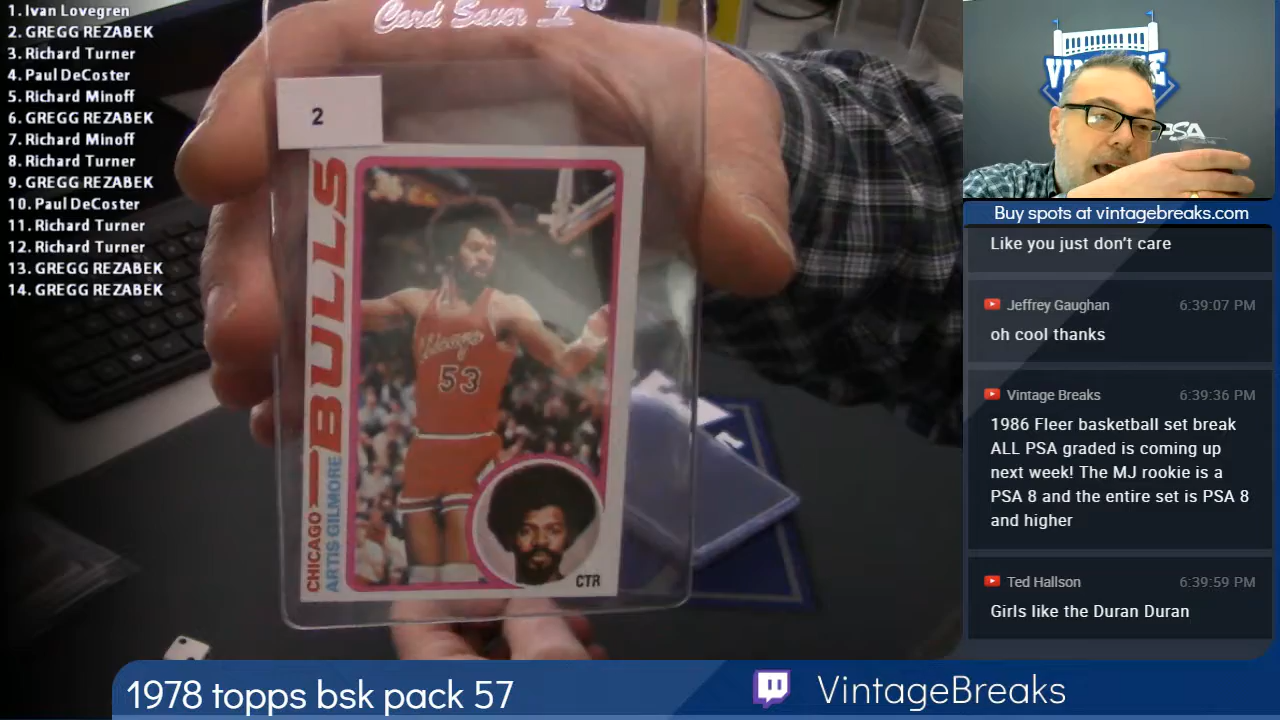 1. Ivan Lovegren
2. GREGG REZABEK
3. Richard Turner
4. Paul DeCoster
5. Richard Minoff
6. GREGG REZABEK
7. Richard Minoff
8. Richard Turner
9. GREGG REZABEK
10. Paul DeCoster
11. Richard Turner
12. Richard Turner
13. GREGG REZABEK
14. GREGG REZABEK
Card Saver I®
2
CHICAGO BULLS
ARTIS GILMORE
Chicago
53
CTR
PSA
Buy spots at vintagebreaks.com
Like you just don't care
Jeffrey Gaughan 6:39:07 PM
oh cool thanks
Vintage Breaks 6:39:36 PM
1986 Fleer basketball set break
ALL PSA graded is coming up
next week! The MJ rookie is a
PSA 8 and the entire set is PSA 8
and higher
Ted Hallson 6:39:59 PM
Girls like the Duran Duran
1978 topps bsk pack 57
VintageBreaks